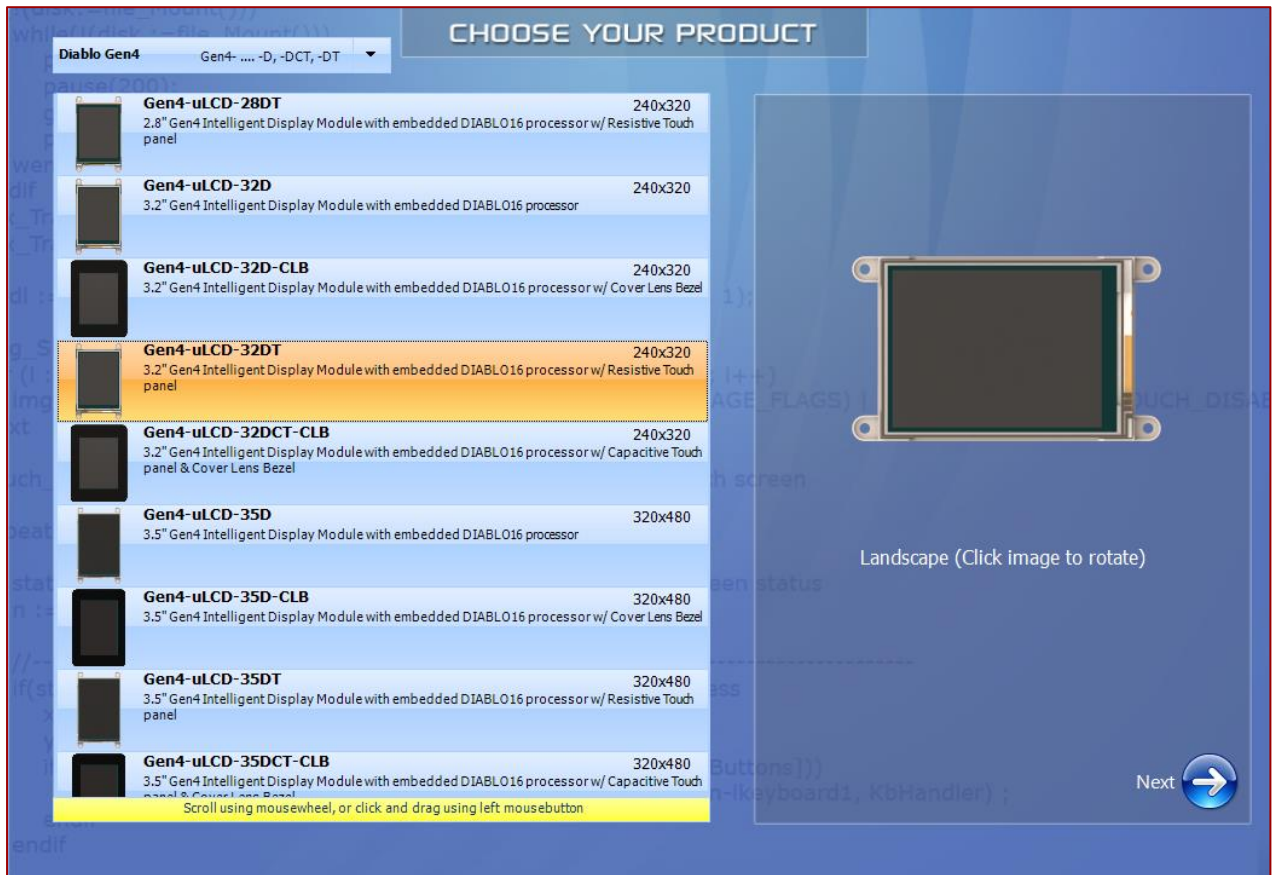 CHOOSE YOUR PRODUCT
Diablo Gen4 Gen4- .... -D, -DCT, -DT
Gen4-uLCD-28DT 240x320
2.8" Gen4 Intelligent Display Module with embedded DIABLO16 processor w/ Resistive Touch
panel
Gen4-uLCD-32D 240x320
3.2" Gen4 Intelligent Display Module with embedded DIABLO16 processor
Gen4-uLCD-32D-CLB 240x320
3.2" Gen4 Intelligent Display Module with embedded DIABLO16 processor w/ Cover Lens Bezel
Gen4-uLCD-32DT 240x320
3.2" Gen4 Intelligent Display Module with embedded DIABLO16 processor w/ Resistive Touch
panel
Gen4-uLCD-32DCT-CLB 240x320
3.2" Gen4 Intelligent Display Module with embedded DIABLO16 processor w/ Capacitive Touch
panel & Cover Lens Bezel
Gen4-uLCD-35D 320x480
3.5" Gen4 Intelligent Display Module with embedded DIABLO16 processor
Gen4-uLCD-35D-CLB 320x480
3.5" Gen4 Intelligent Display Module with embedded DIABLO16 processor w/ Cover Lens Bezel
Gen4-uLCD-35DT 320x480
3.5" Gen4 Intelligent Display Module with embedded DIABLO16 processor w/ Resistive Touch
panel
Gen4-uLCD-35DCT-CLB 320x480
3.5" Gen4 Intelligent Display Module with embedded DIABLO16 processor w/ Capacitive Touch
panel & Cover Lens Bezel
Scroll using mousewheel, or click and drag using left mousebutton
Landscape (Click image to rotate)
Next